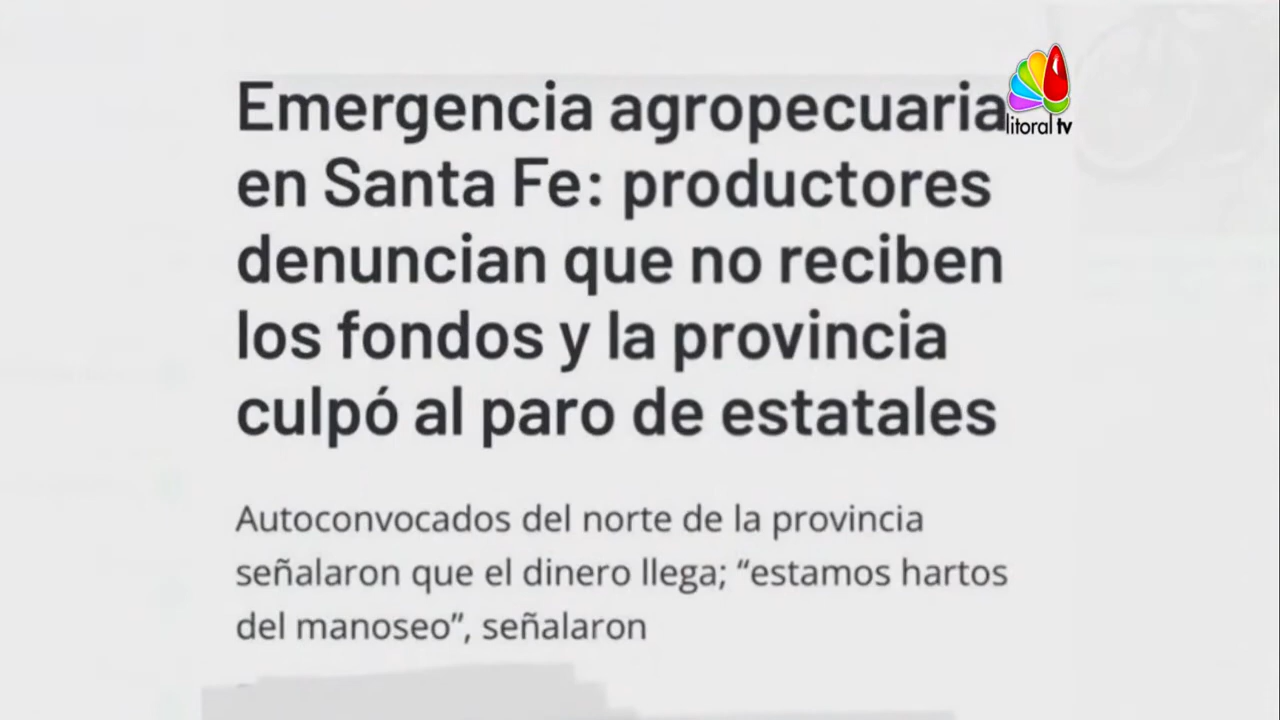 Emergencia agropecuaria
en Santa Fe: productores
denuncian que no reciben
los fondos y la provincia
culpó al paro de estatales
litoral tv
Autoconvocados del norte de la provincia
señalaron que el dinero llega; “estamos hartos
del manoseo”, señalaron